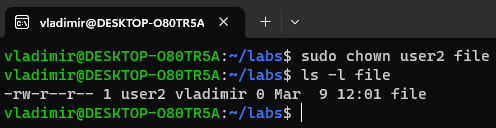 vladimir@DESKTOP-O80TR5A
vladimir@DESKTOP-O80TR5A:~/labs$ sudo chown user2 file
vladimir@DESKTOP-O80TR5A:~/labs$ ls -l file
-rw-r--r-- 1 user2 vladimir 0 Mar  9 12:01 file
vladimir@DESKTOP-O80TR5A:~/labs$